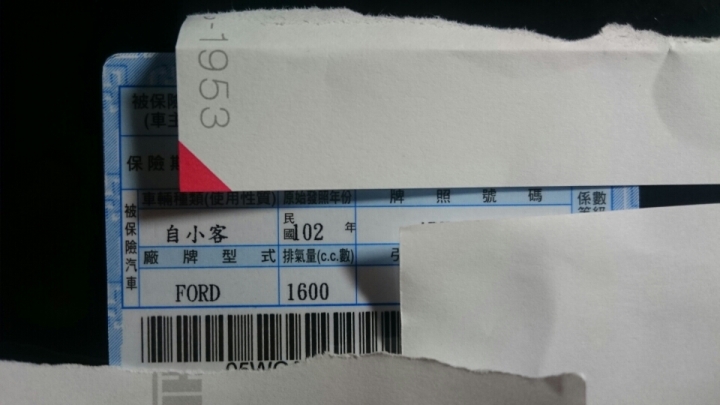 -1953
被保險
(車主
保險
車輛種類(使用性質) 原始發照年份 牌照號碼 係數
被保險汽車
自小客 民國102年
廠牌型式 排氣量(c.c.數) 引
FORD 1600